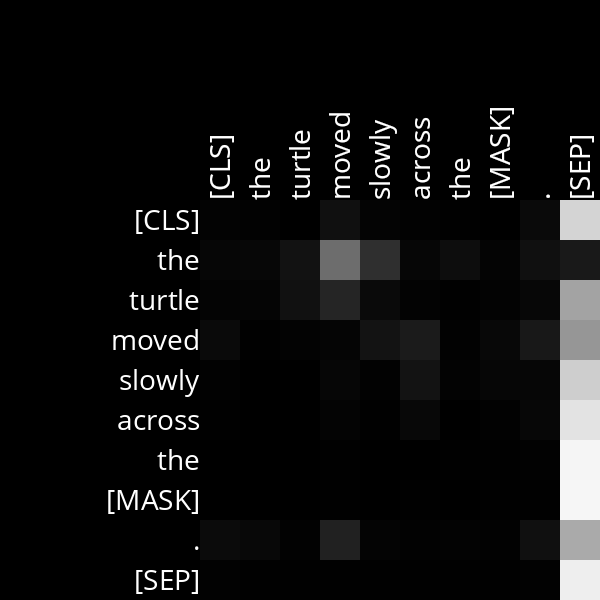 [CLS] the turtle moved slowly across the [MASK] . [SEP]
[CLS]
the
turtle
moved
slowly
across
the
[MASK]
.
[SEP]